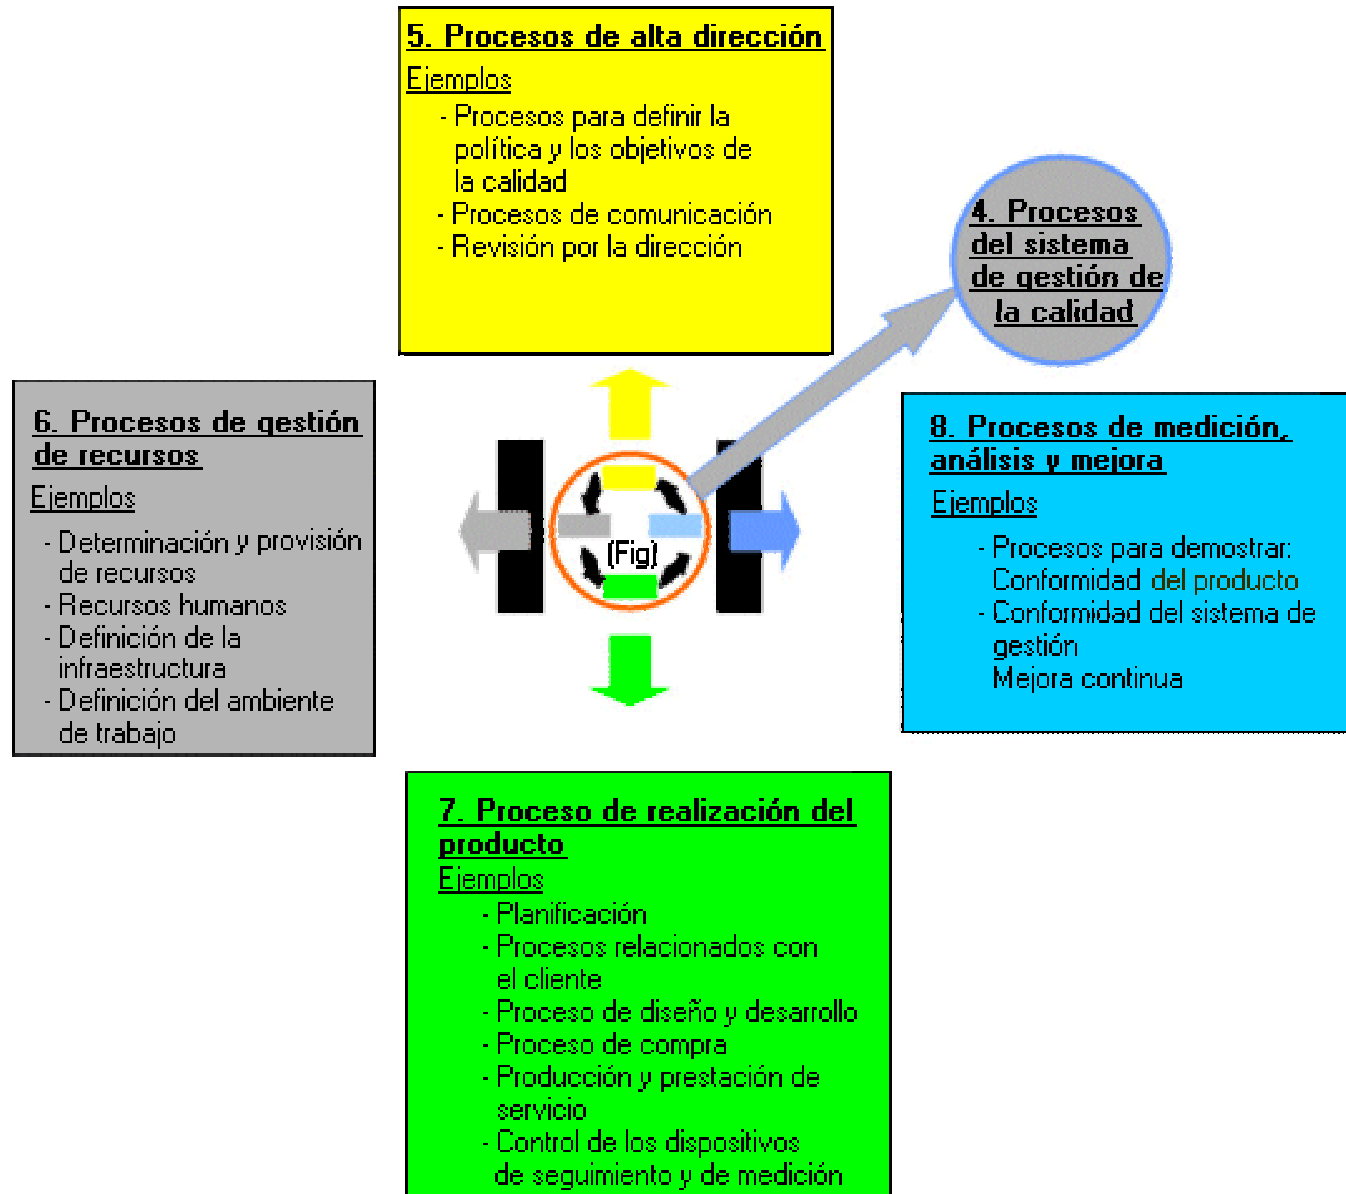 5. Procesos de alta dirección
Ejemplos
- Procesos para definir la
política y los objetivos de
la calidad
- Procesos de comunicación
- Revisión por la dirección
4. Procesos
del sistema
de gestión de
la calidad
6. Procesos de gestión
de recursos
Ejemplos
- Determinación y provisión
de recursos
- Recursos humanos
- Definición de la
infraestructura
- Definición del ambiente
de trabajo
(Fig)
8. Procesos de medición,
análisis y mejora
Ejemplos
- Procesos para demostrar:
Conformidad del producto
- Conformidad del sistema de
gestión
Mejora continua
7. Proceso de realización del
producto
Ejemplos
- Planificación
- Procesos relacionados con
el cliente
- Proceso de diseño y desarrollo
- Proceso de compra
- Producción y prestación de
servicio
- Control de los dispositivos
de seguimiento y de medición